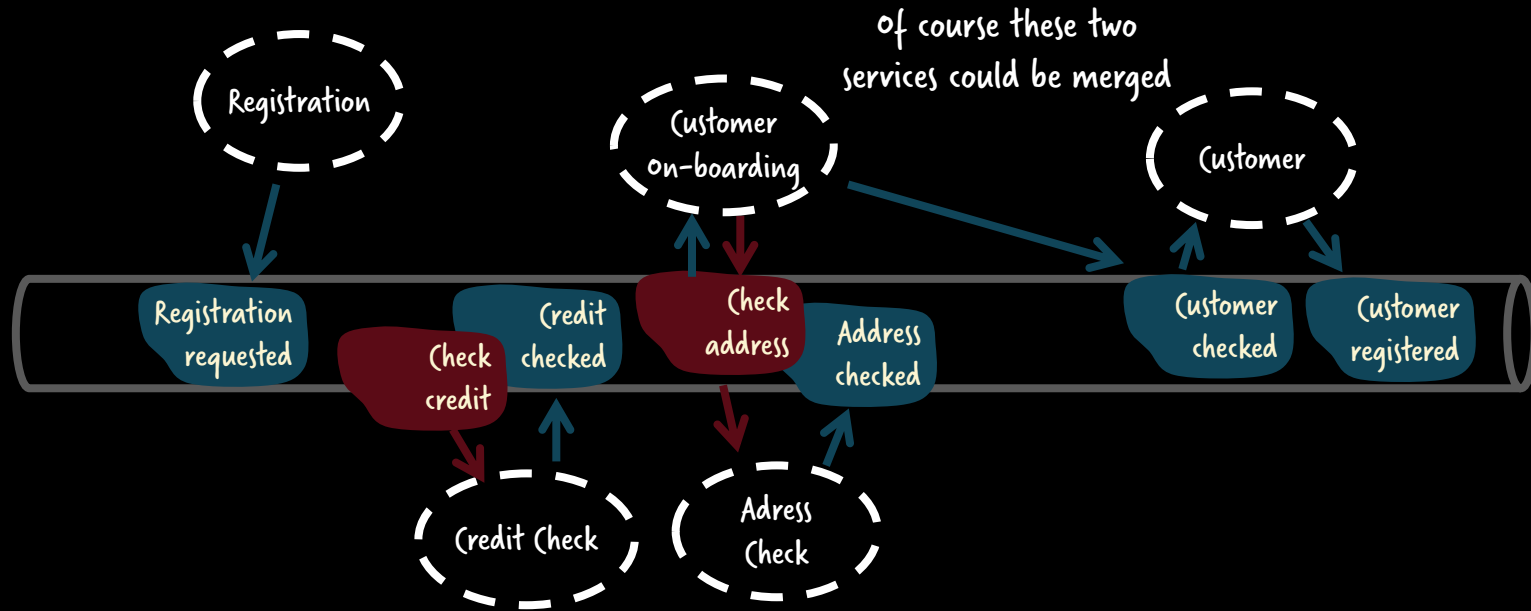 Of course these two
services could be merged
Registration
Customer
On-boarding
Customer
Registration
requested
Check
credit
Credit
checked
Check
address
Address
checked
Customer
checked
Customer
registered
Credit Check
Adress
Check